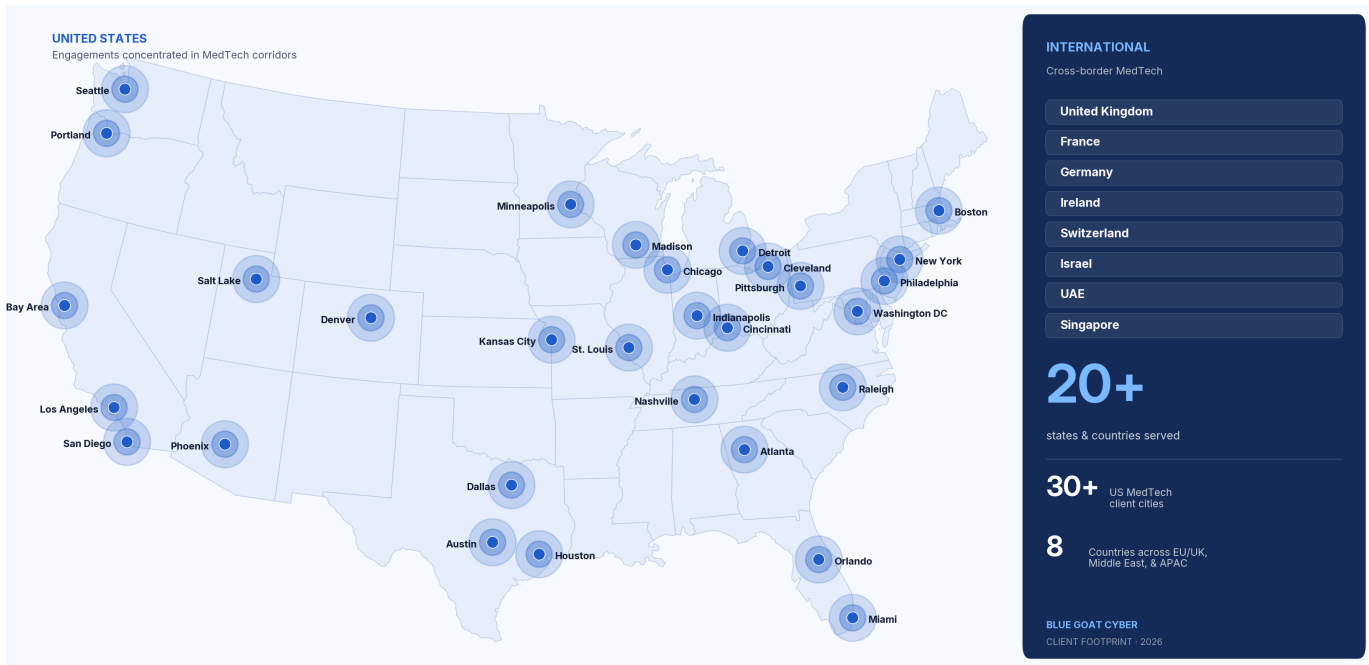 UNITED STATES
Engagements concentrated in MedTech corridors
Seattle
Portland
Minneapolis
Boston
Madison
Detroit
New York
Cleveland
Chicago
Salt Lake
Philadelphia
Pittsburgh
Bay Area
Washington DC
Indianapolis
Denver
Cincinnati
Kansas City
St. Louis
Raleigh
Nashville
Los Angeles
San Diego
Phoenix
Atlanta
Dallas
Austin
Houston
Orlando
Miami
INTERNATIONAL
Cross-border MedTech
United Kingdom
France
Germany
Ireland
Switzerland
Israel
UAE
Singapore
20+
states & countries served
30+
US MedTech
client cities
8
Countries across EU/UK,
Middle East, & APAC
BLUE GOAT CYBER
CLIENT FOOTPRINT · 2026